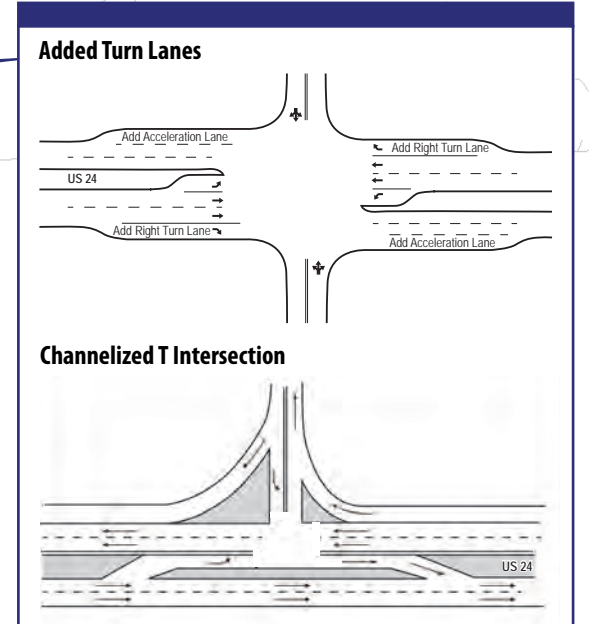 Added Turn Lanes
Add Acceleration Lane
Add Right Turn Lane
US 24
Add Right Turn Lane
Add Acceleration Lane
Channelized T Intersection
US 24